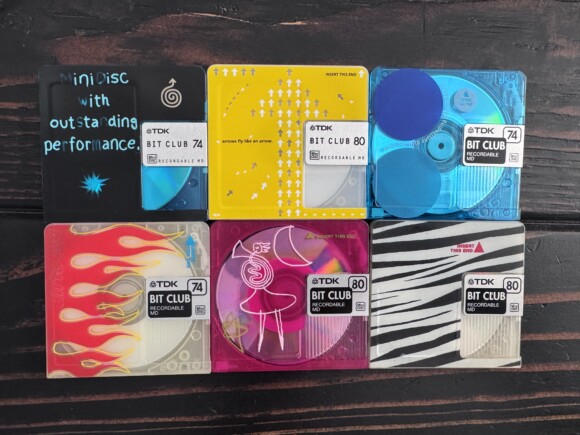 MiniDisc
with
outstanding
performance.
TDK
BIT CLUB 74
RECORDABLE MD
INSERT THIS END
arrows fly like an arrow.
TDK
BIT CLUB 80
RECORDABLE MD
TDK
74
BIT CLUB
RECORDABLE
MD
TDK
74
BIT CLUB
RECORDABLE
MD
INSERT THIS END
TDK
80
BIT CLUB
RECORDABLE
MD
INSERT
THIS END
TDK
80
BIT CLUB
RECORDABLE
MD